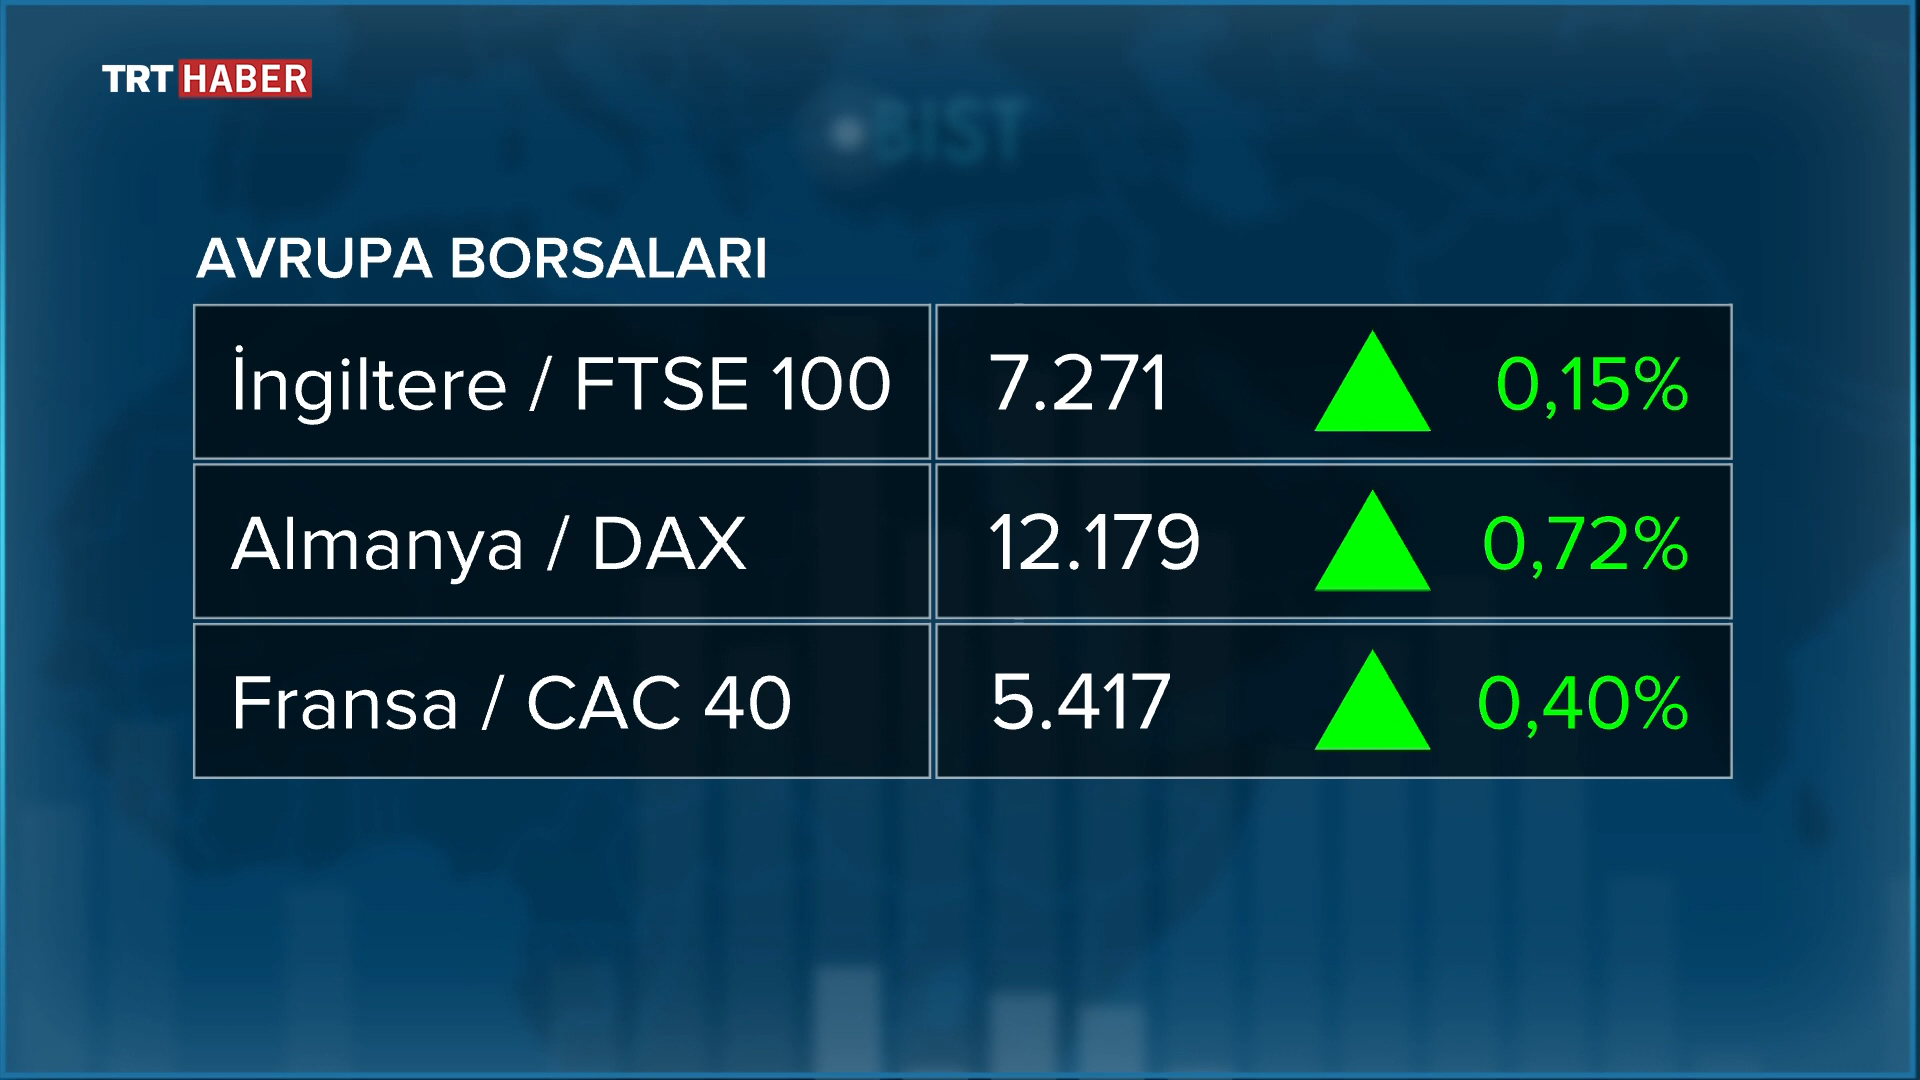 TRT HABER
BIST
AVRUPA BORSALARI
İngiltere / FTSE 100 7.271 0,15%
Almanya / DAX 12.179 0,72%
Fransa / CAC 40 5.417 0,40%